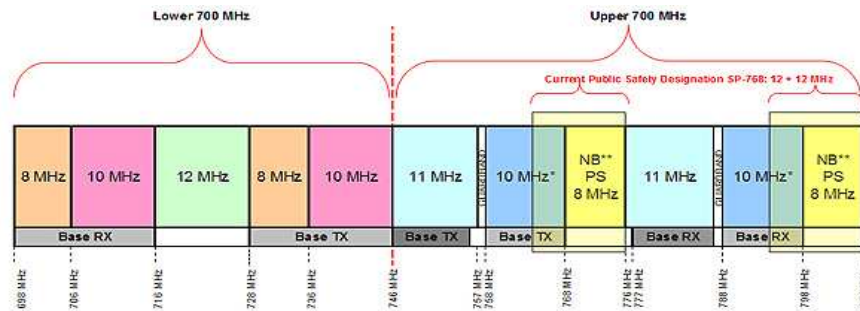 Lower 700 MHz
Upper 700 MHz
Current Public Safety Designation SP-768: 12 + 12 MHz
8 MHz
10 MHz
12 MHz
8 MHz
10 MHz
11 MHz
GUARDBAND
10 MHz*
NB**
PS
8 MHz
11 MHz
GUARDBAND
10 MHz*
NB**
PS
8 MHz
Base RX
Base TX
Base TX
Base TX
Base RX
Base RX
698 MHz
706 MHz
716 MHz
728 MHz
736 MHz
746 MHz
757 MHz
758 MHz
768 MHz
776 MHz
777 MHz
788 MHz
798 MHz